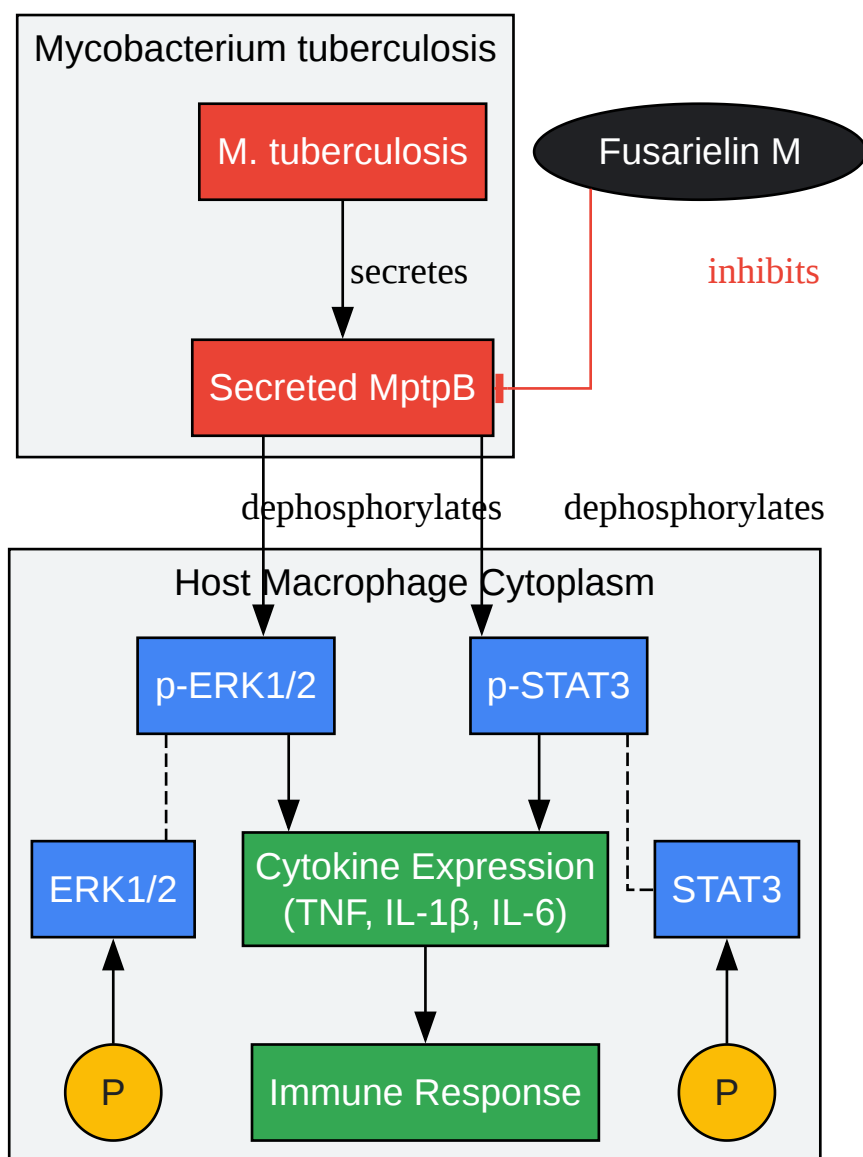 Mycobacterium tuberculosis
M. tuberculosis
Fusarielin M
secretes
inhibits
Secreted MptpB
dephosphorylates
dephosphorylates
Host Macrophage Cytoplasm
p-ERK1/2
p-STAT3
ERK1/2
Cytokine Expression
(TNF, IL-1β, IL-6)
STAT3
P
Immune Response
P